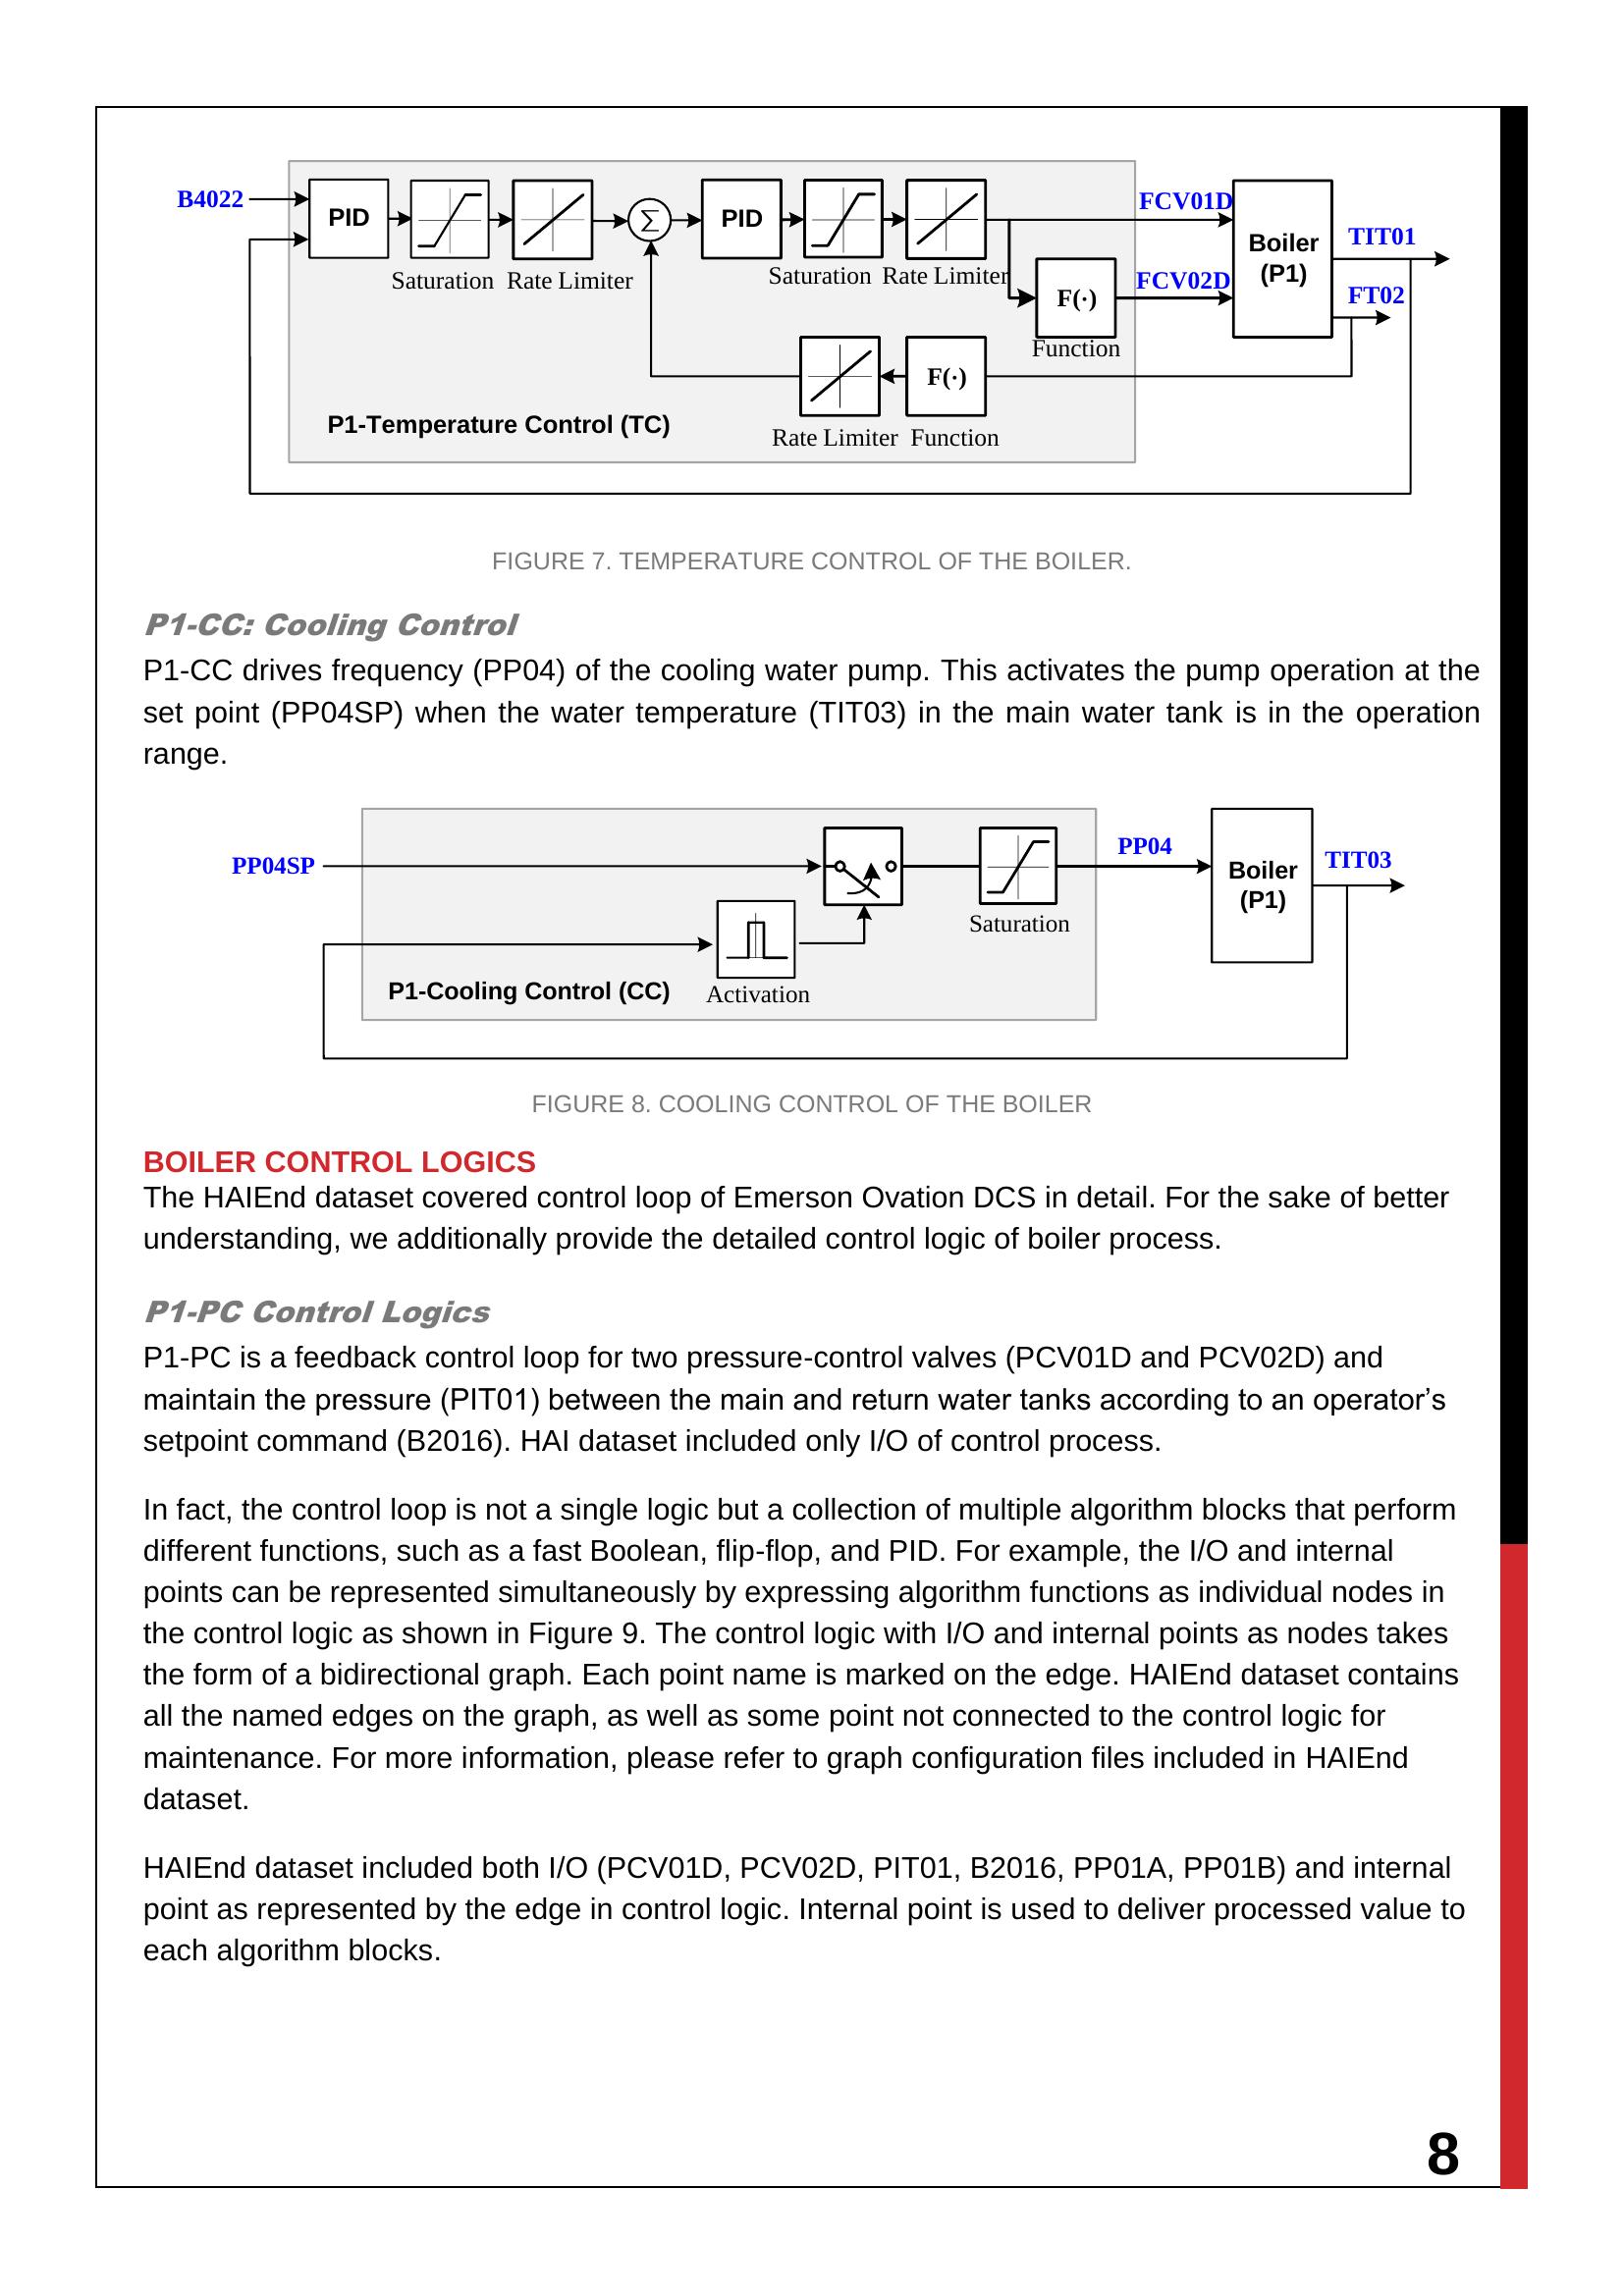 B4022
PID
Saturation
Rate Limiter
Σ
PID
Saturation
Rate Limiter
FCV01D
F(·)
Function
FCV02D
Boiler
(P1)
TIT01
FT02
Rate Limiter
F(·)
Function
P1-Temperature Control (TC)
FIGURE 7. TEMPERATURE CONTROL OF THE BOILER.
P1-CC: Cooling Control
P1-CC drives frequency (PP04) of the cooling water pump. This activates the pump operation at the
set point (PP04SP) when the water temperature (TIT03) in the main water tank is in the operation
range.
PP04SP
Saturation
PP04
Boiler
(P1)
TIT03
P1-Cooling Control (CC)
Activation
FIGURE 8. COOLING CONTROL OF THE BOILER
BOILER CONTROL LOGICS
The HAIEnd dataset covered control loop of Emerson Ovation DCS in detail. For the sake of better
understanding, we additionally provide the detailed control logic of boiler process.
P1-PC Control Logics
P1-PC is a feedback control loop for two pressure-control valves (PCV01D and PCV02D) and
maintain the pressure (PIT01) between the main and return water tanks according to an operator’s
setpoint command (B2016). HAI dataset included only I/O of control process.
In fact, the control loop is not a single logic but a collection of multiple algorithm blocks that perform
different functions, such as a fast Boolean, flip-flop, and PID. For example, the I/O and internal
points can be represented simultaneously by expressing algorithm functions as individual nodes in
the control logic as shown in Figure 9. The control logic with I/O and internal points as nodes takes
the form of a bidirectional graph. Each point name is marked on the edge. HAIEnd dataset contains
all the named edges on the graph, as well as some point not connected to the control logic for
maintenance. For more information, please refer to graph configuration files included in HAIEnd
dataset.
HAIEnd dataset included both I/O (PCV01D, PCV02D, PIT01, B2016, PP01A, PP01B) and internal
point as represented by the edge in control logic. Internal point is used to deliver processed value to
each algorithm blocks.
8